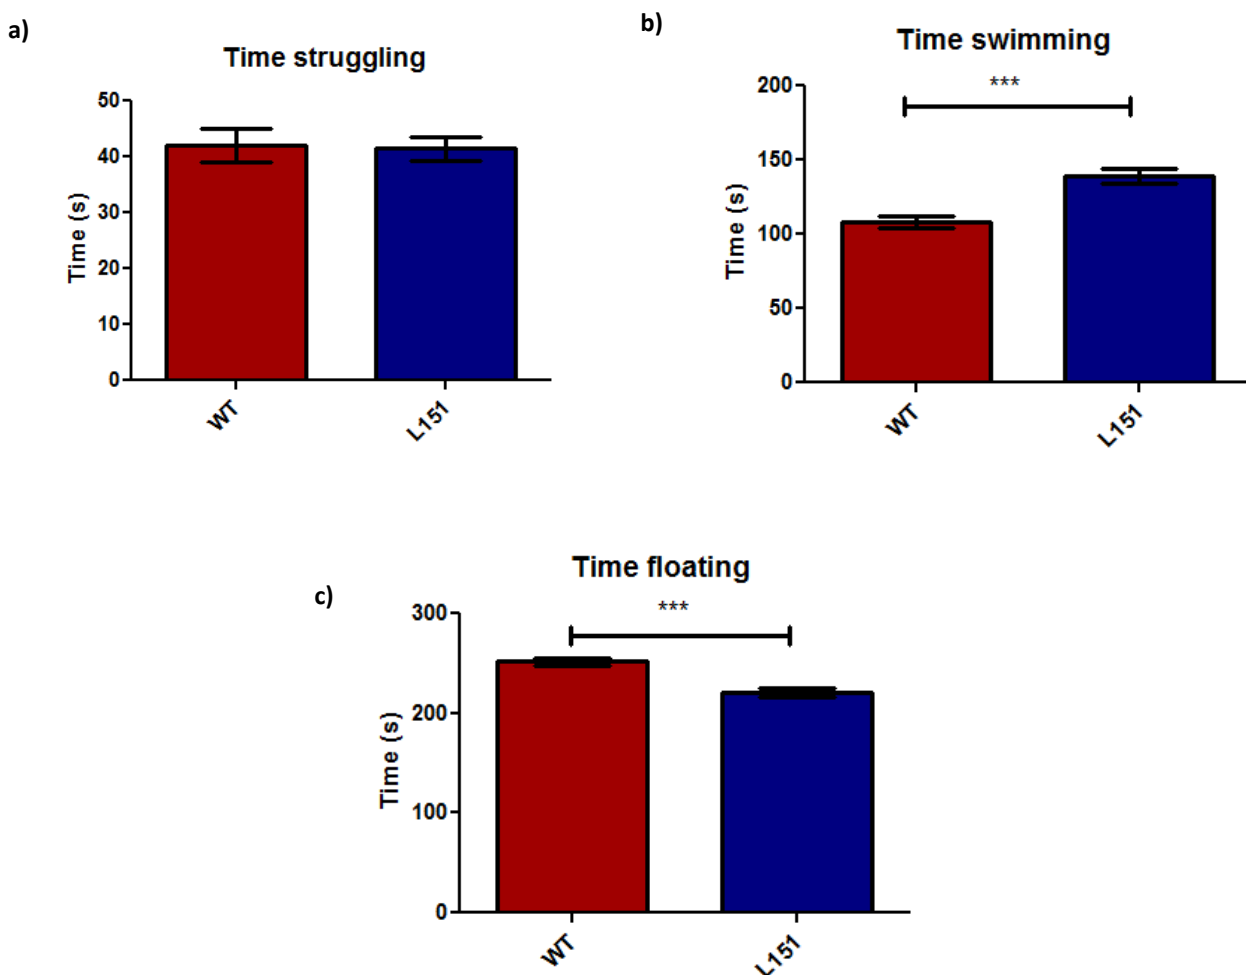 a)
Time struggling
50
40
30
20
10
0
Time (s)
WT
L151
b)
Time swimming
***
200
150
100
50
0
Time (s)
WT
L151
c)
Time floating
***
300
200
100
0
Time (s)
WT
L151